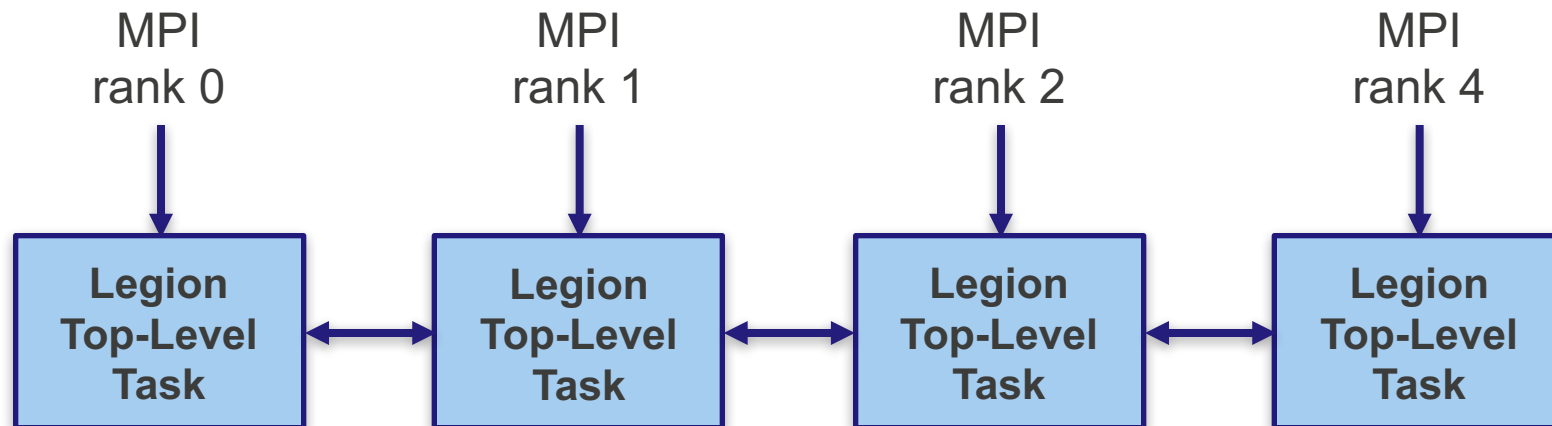 MPI
rank 0
MPI
rank 1
MPI
rank 2
MPI
rank 4
Legion
Top-Level
Task
Legion
Top-Level
Task
Legion
Top-Level
Task
Legion
Top-Level
Task